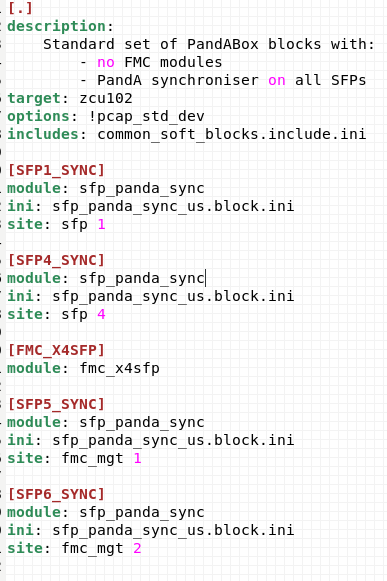 [.]
description:
    Standard set of PandABox blocks with:
        - no FMC modules
        - PandA synchroniser on all SFPs
target: zcu102
options: !pcap_std_dev
includes: common_soft_blocks.include.ini

[SFP1_SYNC]
module: sfp_panda_sync
ini: sfp_panda_sync_us.block.ini
site: sfp 1

[SFP4_SYNC]
module: sfp_panda_sync
ini: sfp_panda_sync_us.block.ini
site: sfp 4

[FMC_X4SFP]
module: fmc_x4sfp

[SFP5_SYNC]
module: sfp_panda_sync
ini: sfp_panda_sync_us.block.ini
site: fmc_mgt 1

[SFP6_SYNC]
module: sfp_panda_sync
ini: sfp_panda_sync_us.block.ini
site: fmc_mgt 2